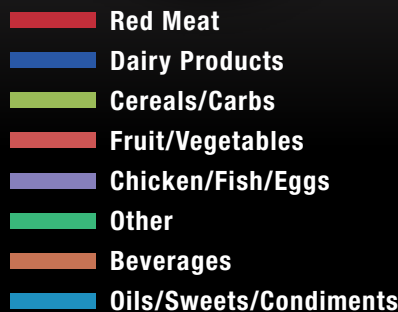 Red Meat
Dairy Products
Cereals/Carbs
Fruit/Vegetables
Chicken/Fish/Eggs
Other
Beverages
Oils/Sweets/Condiments